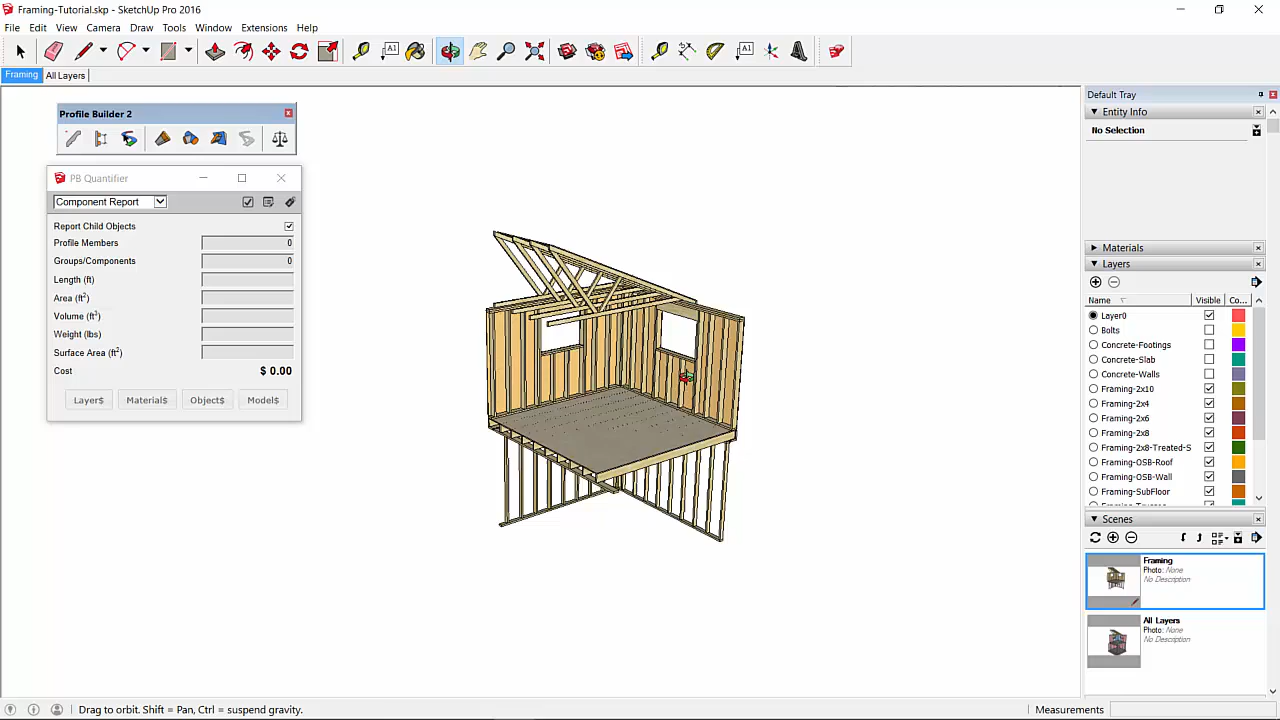 Framing-Tutorial.skp - SketchUp Pro 2016
File Edit View Camera Draw Tools Window Extensions Help
A1 A1
Framing All Layers
Profile Builder 2
PB Quantifier
Component Report
Report Child Objects
Profile Members 0
Groups/Components 0
Length (ft)
Area (ft²)
Volume (ft³)
Weight (lbs)
Surface Area (ft²)
Cost $ 0.00
Layer$ Material$ Object$ Model$
Default Tray
Entity Info
No Selection
Materials
Layers
Name Visible Co...
Layer0
Bolts
Concrete-Footings
Concrete-Slab
Concrete-Walls
Framing-2x10
Framing-2x4
Framing-2x6
Framing-2x8
Framing-2x8-Treated-S
Framing-OSB-Roof
Framing-OSB-Wall
Framing-SubFloor
Scenes
Framing
Photo: None
No Description
All Layers
Photo: None
No Description
Drag to orbit. Shift = Pan, Ctrl = suspend gravity.
Measurements